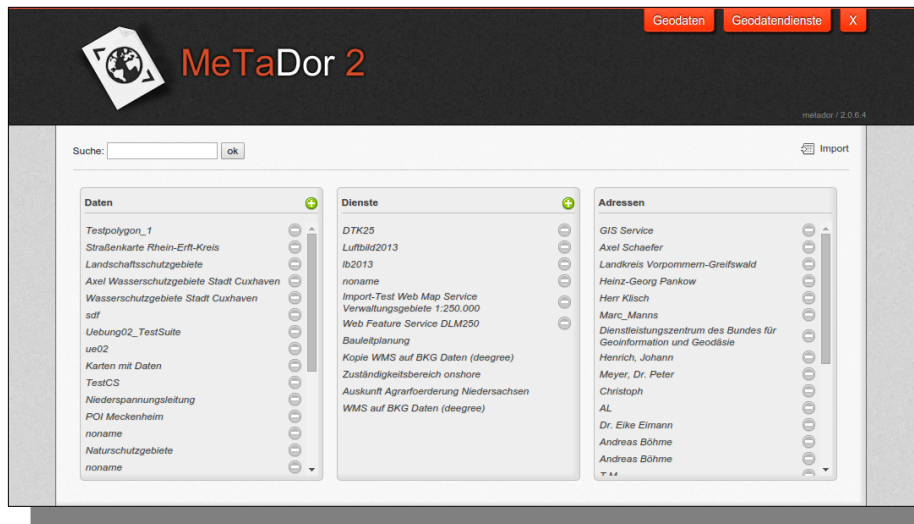 Geodaten Geodatendienste X
MeTaDor 2
metador / 2.0.6.4
Suche: ok Import
Daten
Testpolygon_1
Straßenkarte Rhein-Erft-Kreis
Landschaftsschutzgebiete
Axel Wasserschutzgebiete Stadt Cuxhaven
Wasserschutzgebiete Stadt Cuxhaven
sdf
Uebung02_TestSuite
ue02
Karten mit Daten
TestCS
Niederspannungsleitung
POI Meckenheim
noname
Naturschutzgebiete
noname
Dienste
DTK25
Luftbild2013
lb2013
noname
Import-Test Web Map Service
Verwaltungsgebiete 1:250.000
Web Feature Service DLM250
Bauleitplanung
Kopie WMS auf BKG Daten (deegree)
Zuständigkeitsbereich onshore
Auskunft Agrarfoerderung Niedersachsen
WMS auf BKG Daten (deegree)
Adressen
GIS Service
Axel Schaefer
Landkreis Vorpommern-Greifswald
Heinz-Georg Pankow
Herr Klisch
Marc_Manns
Dienstleistungszentrum des Bundes für
Geoinformation und Geodäsie
Henrich, Johann
Meyer, Dr. Peter
Christoph
AL
Dr. Eike Eimann
Andreas Böhme
Andreas Böhme